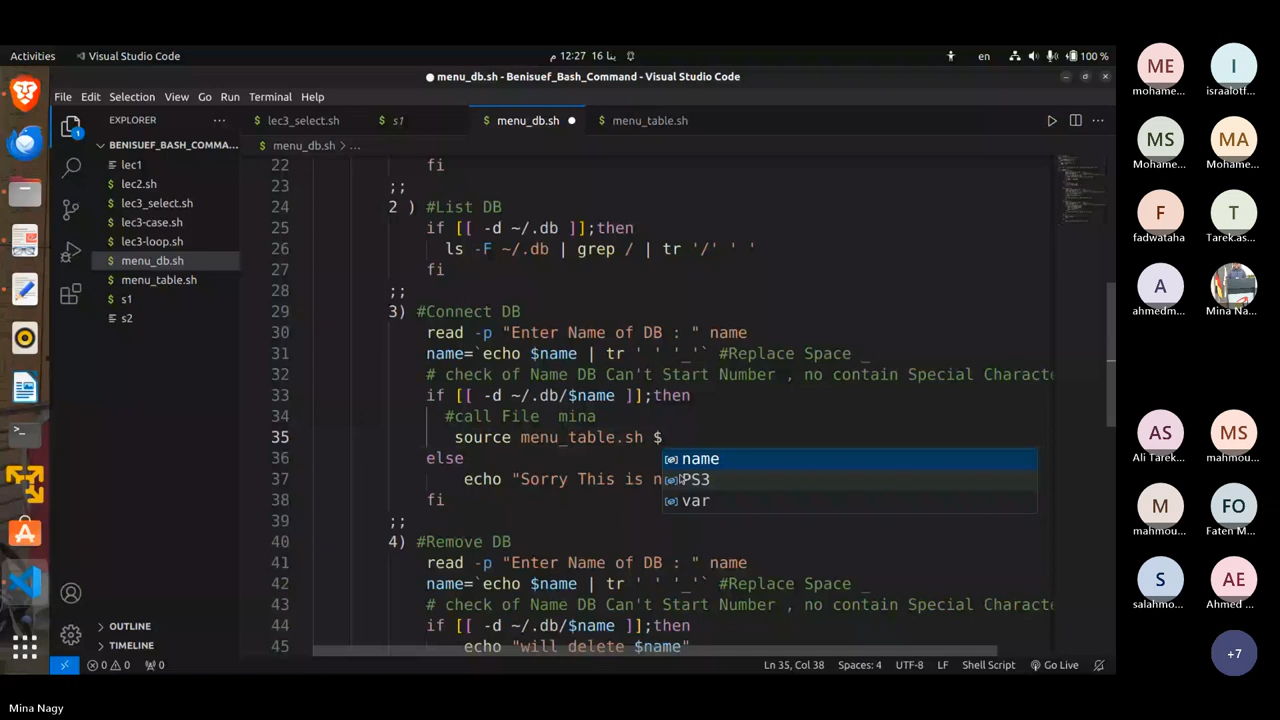 Activities
Visual Studio Code
12:27 م
16
en
100 %
menu_db.sh - Benisuef_Bash_Command - Visual Studio Code
File Edit Selection View Go Run Terminal Help
EXPLORER
BENISUEF_BASH_COMMA...
lec1
lec2.sh
lec3_select.sh
lec3-case.sh
lec3-loop.sh
menu_db.sh
menu_table.sh
s1
s2
OUTLINE
TIMELINE
lec3_select.sh
s1
menu_db.sh
menu_table.sh
menu_db.sh > ...
22 fi
23 ;;
24 2 ) #List DB
25 if [[ -d ~/.db ]];then
26 ls -F ~/.db | grep / | tr '/' ' '
27 fi
28 ;;
29 3) #Connect DB
30 read -p "Enter Name of DB : " name
31 name=`echo $name | tr ' ' '_'` #Replace Space _
32 # check of Name DB Can't Start Number , no contain Special Characte
33 if [[ -d ~/.db/$name ]];then
34 #call File mina
35 source menu_table.sh $
36 else
37 echo "Sorry This is n
38 fi
39 ;;
40 4) #Remove DB
41 read -p "Enter Name of DB : " name
42 name=`echo $name | tr ' ' '_'` #Replace Space _
43 # check of Name DB Can't Start Number , no contain Special Characte
44 if [[ -d ~/.db/$name ]];then
45 echo "will delete $name"
name
PS3
var
0 0 0
Ln 35, Col 38 Spaces: 4 UTF-8 LF Shell Script Go Live
ME
mohame...
I
israalotf...
MS
Mohame...
MA
Mohame...
F
fadwataha
T
Tarek.as...
A
ahmedm...
Mina Na...
AS
Ali Tarek...
MS
mahmou...
M
mahmou...
FO
Faten M...
S
salahmo...
AE
Ahmed ...
+7
Mina Nagy